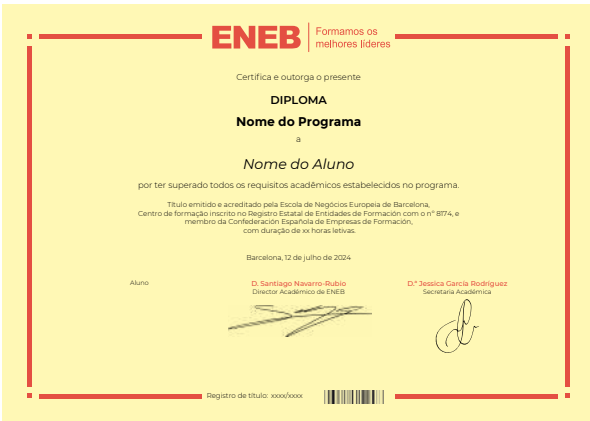 ENEB
Formamos os
melhores líderes
Certifica e outorga o presente
DIPLOMA
Nome do Programa
a
Nome do Aluno
por ter superado todos os requisitos acadêmicos estabelecidos no programa.
Título emitido e acreditado pela Escola de Negócios Europeia de Barcelona,
Centro de formação inscrito no Registro Estatal de Entidades de Formación com o nº 8174, e
membro da Confederación Española de Empresas de Formación,
com duração de xx horas letivas.
Barcelona, 12 de julho de 2024
Aluno
D. Santiago Navarro-Rubio
Director Acadêmico de ENEB
D.ª Jessica García Rodríguez
Secretaria Acadêmica
Registro de título: xxxx/xxxx